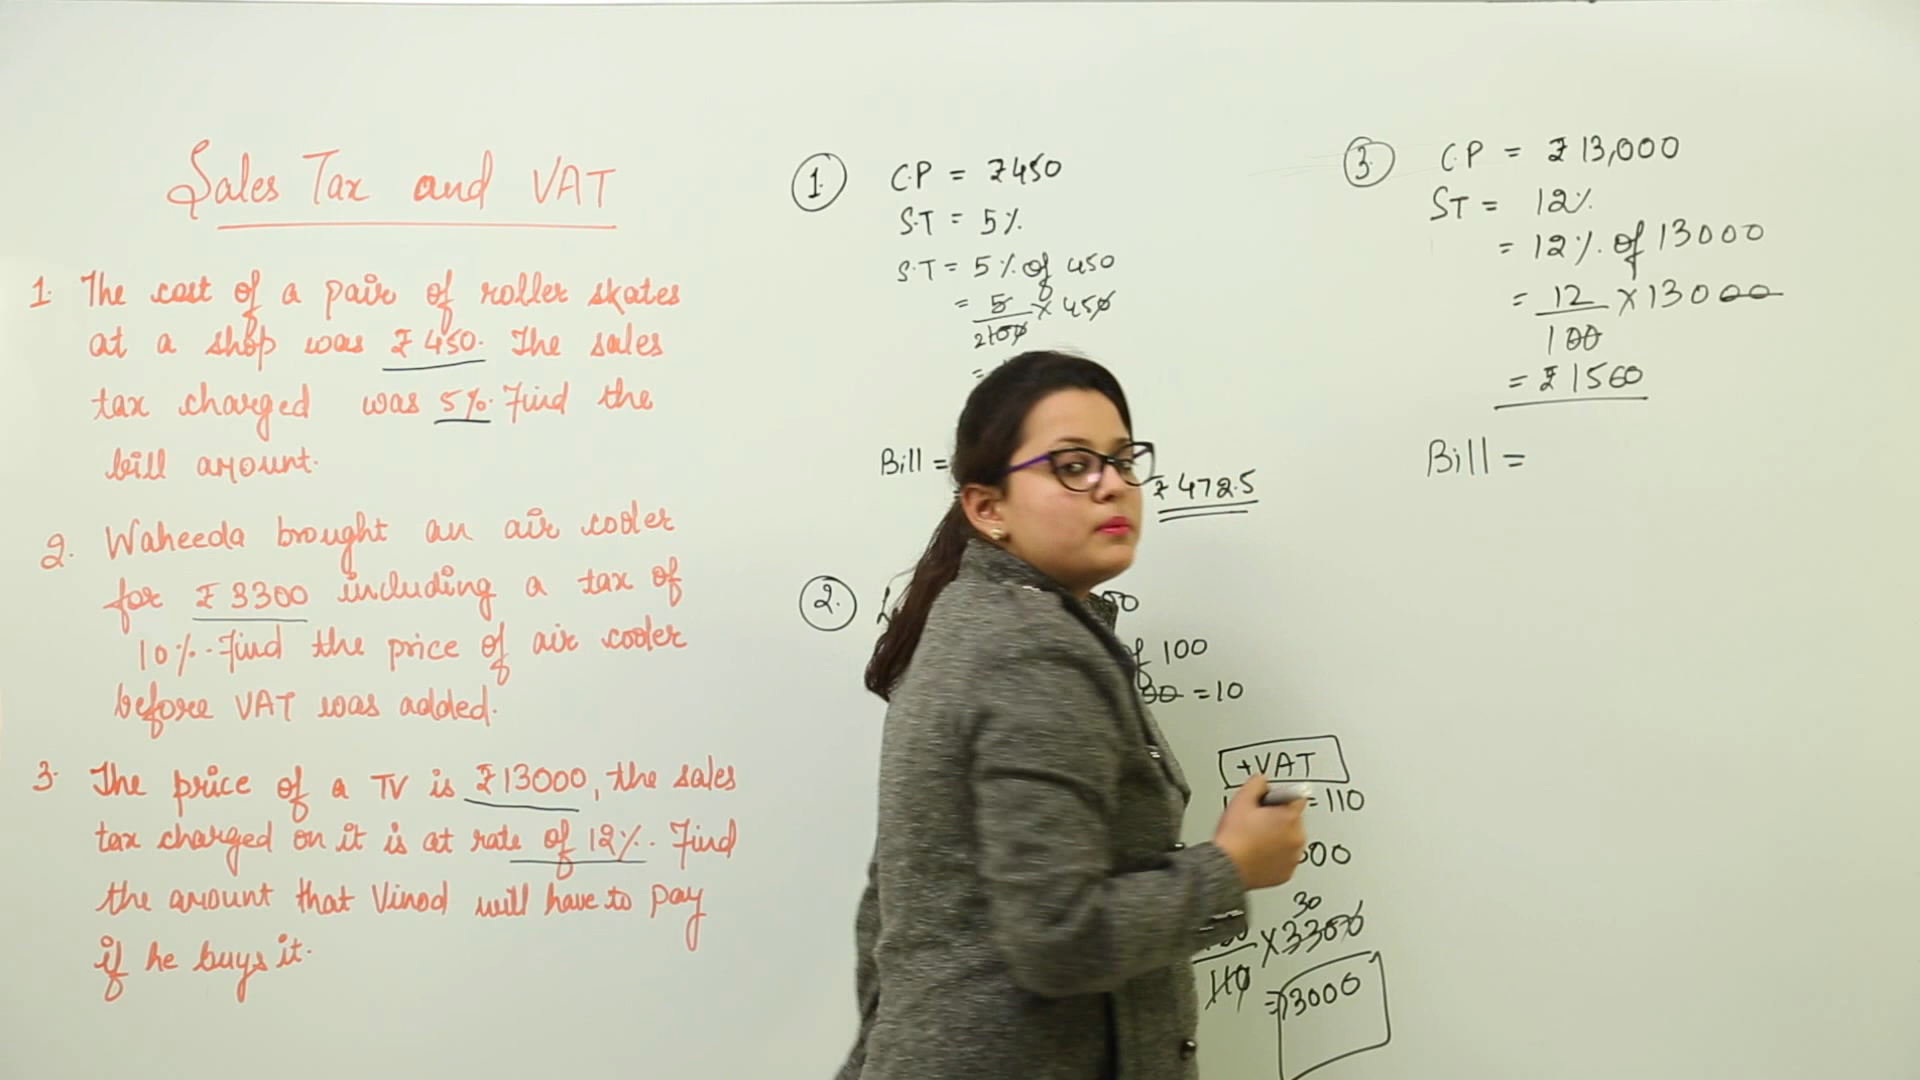 Sales Tax and VAT
1. The cost of a pair of roller skates
at a shop was ₹ 450. The sales
tax charged was 5%. Find the
bill amount.
2. Waheeda brought an air cooler
for ₹ 3300 including a tax of
10%. Find the price of air cooler
before VAT was added.
3. The price of a TV is ₹13000, the sales
tax charged on it is at rate of 12%. Find
the amount that Vinod will have to pay
if he buys it.
1. C.P = ₹450
S.T = 5%
S.T = 5% of 450
= 5/100 × 450
2
=
Bill =
₹ 472.5
2.
of 100
= 10
+VAT
= 110
30
× 3300
110
= 3000
3. C.P = ₹ 13,000
ST = 12%
= 12% of 13000
= 12/100 × 13000
= ₹ 1560
Bill =